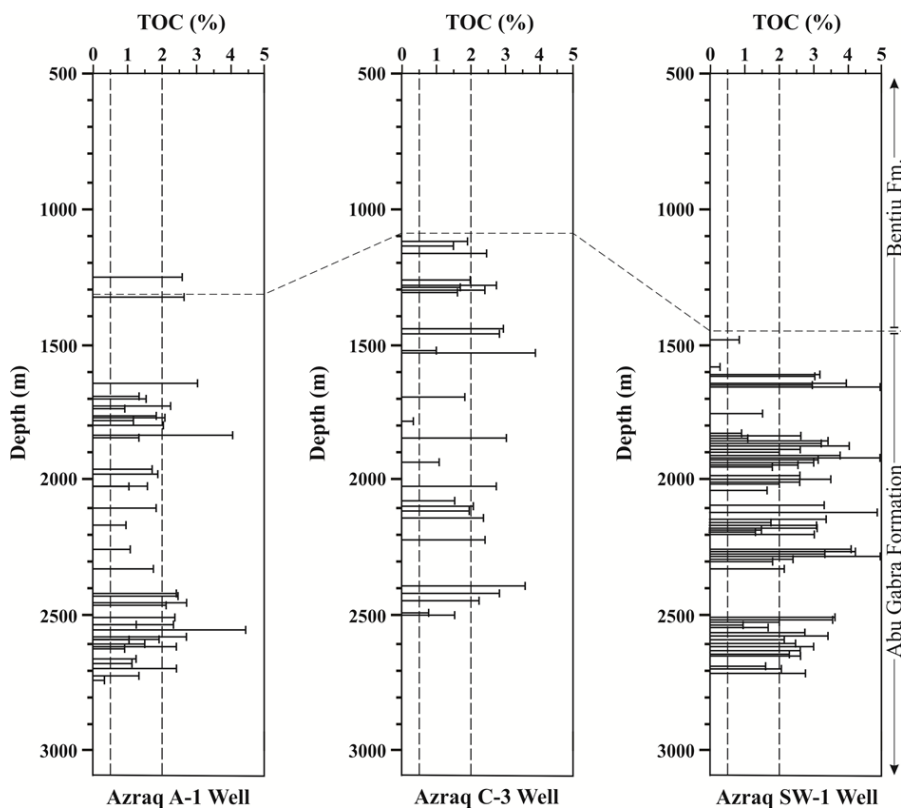 TOC (%) TOC (%) TOC (%)
0 1 2 3 4 5 0 1 2 3 4 5 0 1 2 3 4 5
500 500 500
1000 1000 1000
1500 1500 1500
2000 2000 2000
2500 2500 2500
3000 3000 3000
Depth (m) Depth (m) Depth (m)
Bentiu Fm.
Abu Gabra Formation
Azraq A-1 Well Azraq C-3 Well Azraq SW-1 Well